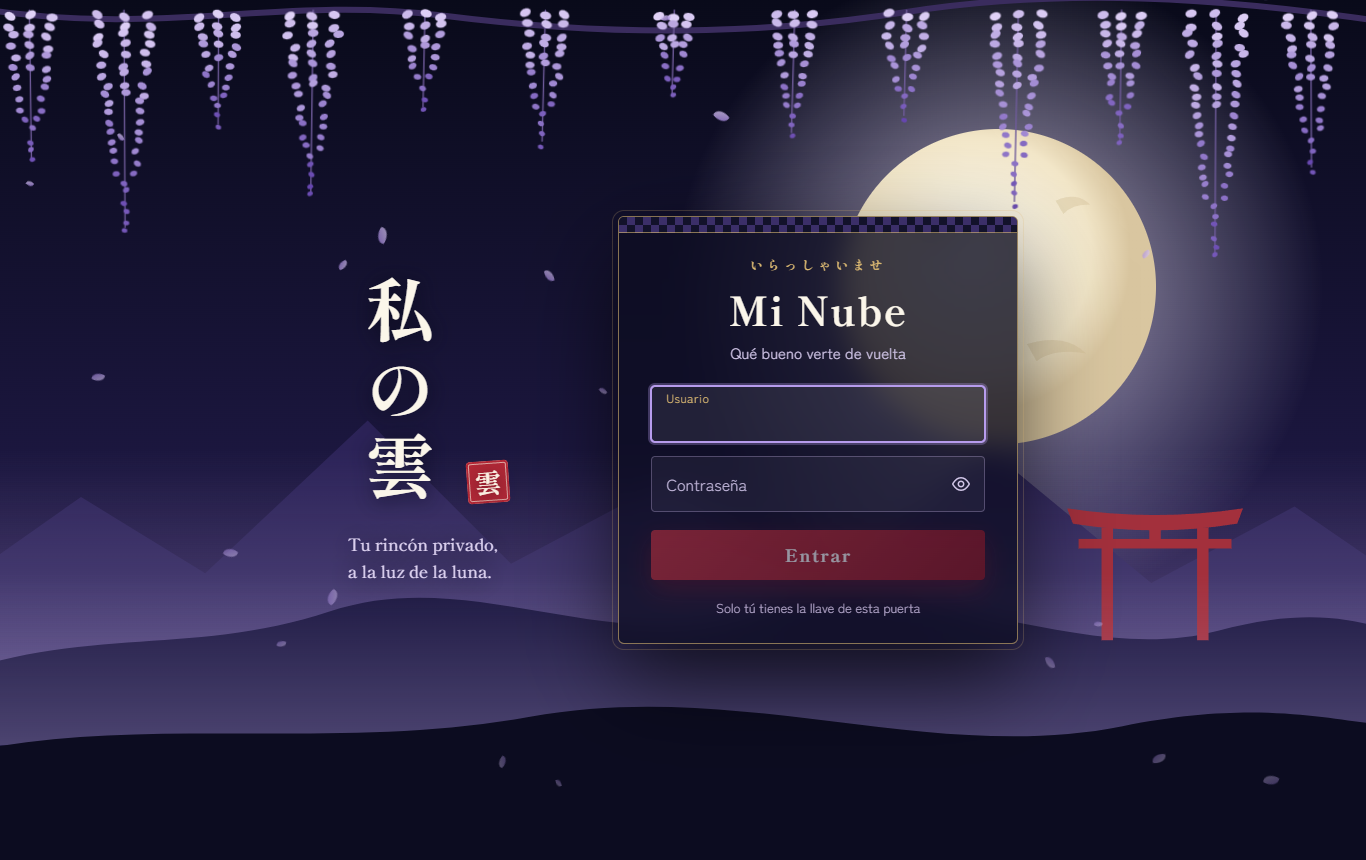 私の雲
雲
Tu rincón privado,
a la luz de la luna.
いらっしゃいませ
Mi Nube
Qué bueno verte de vuelta
Usuario
Contraseña
Entrar
Solo tú tienes la llave de esta puerta